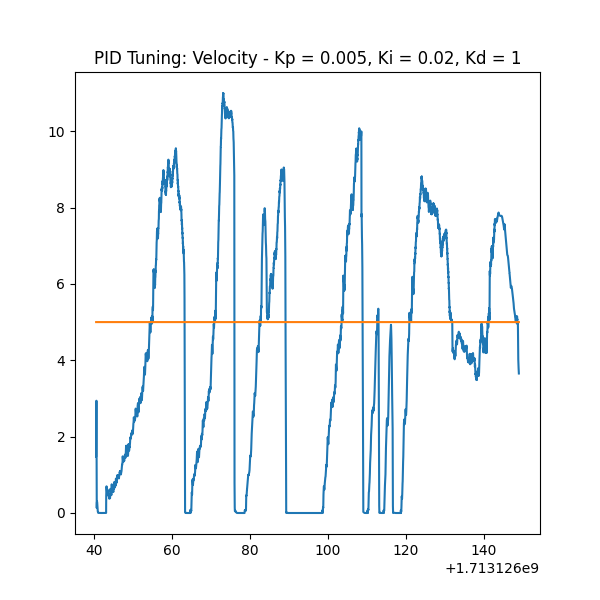 PID Tuning: Velocity - Kp = 0.005, Ki = 0.02, Kd = 1
10
8
6
4
2
0
40 60 80 100 120 140
+1.713126e9